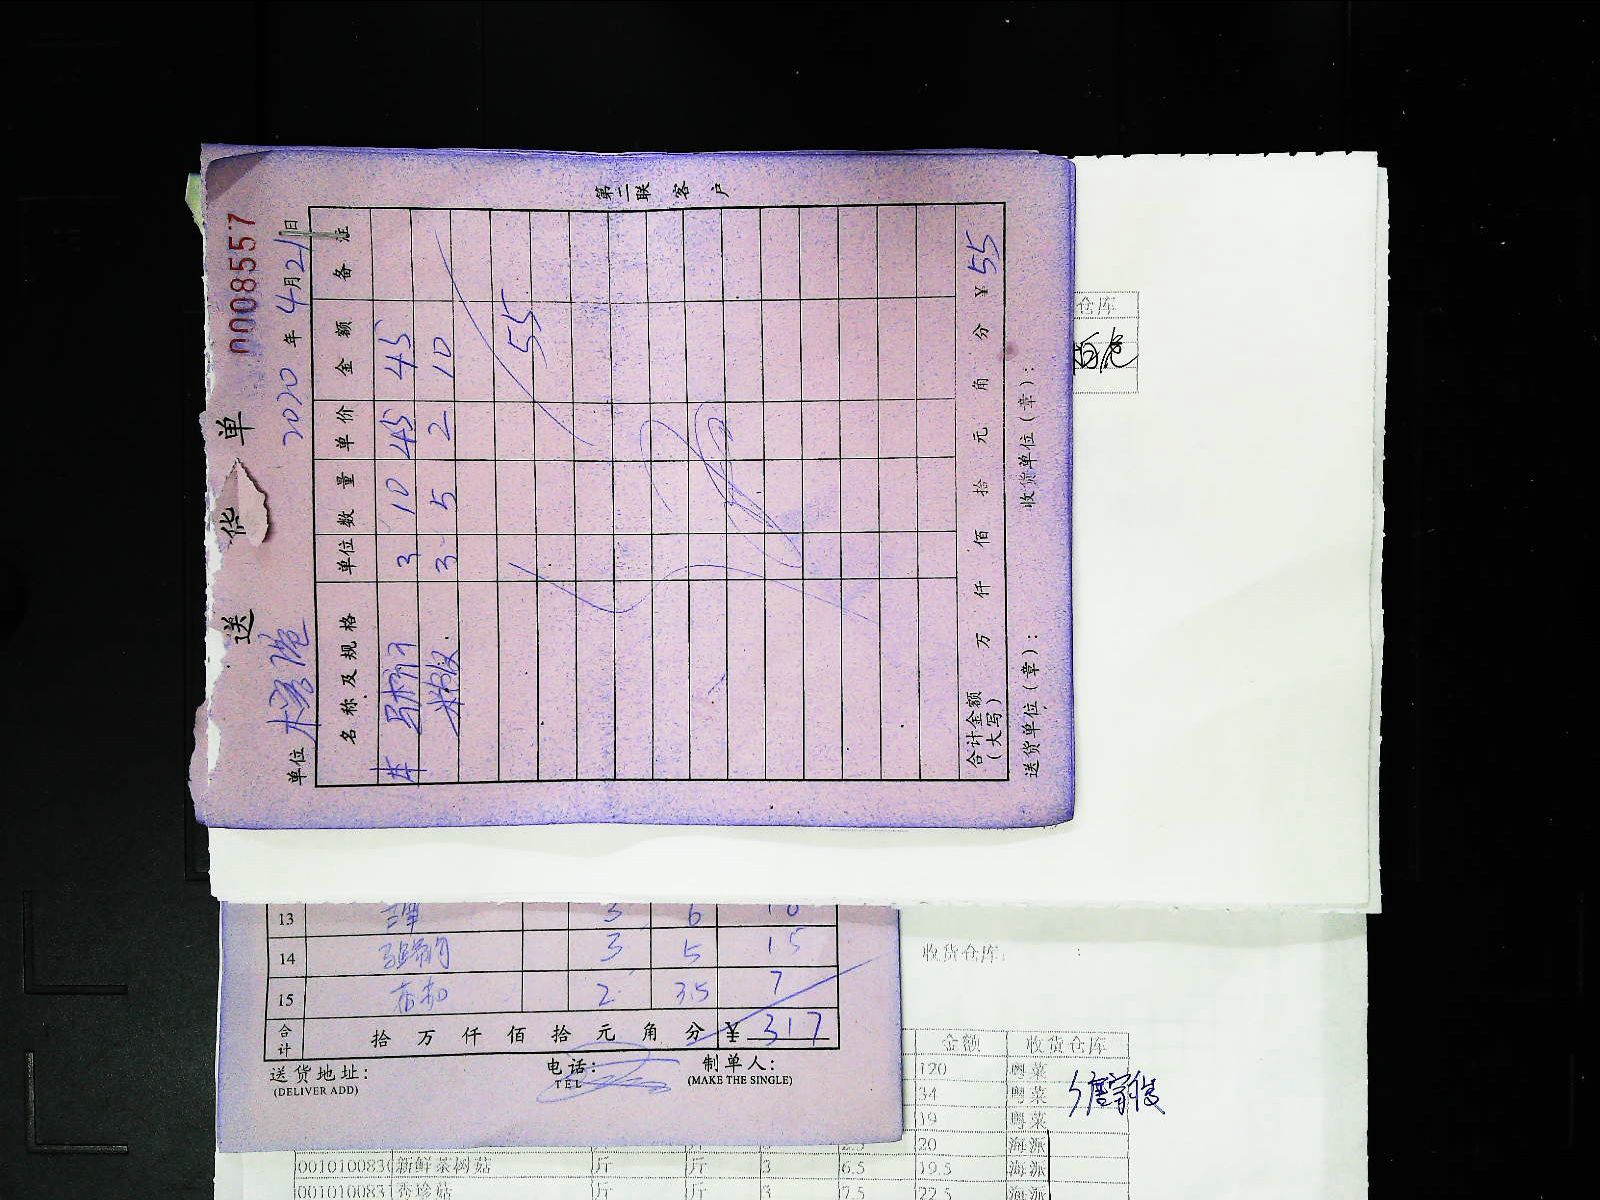 第二联 客户
送货单
0008557
2020年4月21日
单位
名称及规格 单位 数量 单价 金额 备注
3 10 45 45
3 5 2 10
55
合计金额(大写) 万 仟 佰 拾 元 角 分 ¥ 55
送货单位(章): 收货单位(章):
仓库
13 3 6
14 3 5 15
15 2 3.5 7
合计 拾 万 仟 佰 拾 元 角 分 ¥ 317
送货地址: 电话: 制单人:
(DELIVER ADD) TEL (MAKE THE SINGLE)
收货仓库: :
金额 收货仓库
120 粤菜
34 粤菜
19 粤菜
20 海派
0010100830 新鲜茶树菇 斤 斤 3 6.5 19.5 海派
001010083 秀珍菇 斤 斤 3 7.5 22.5 海派